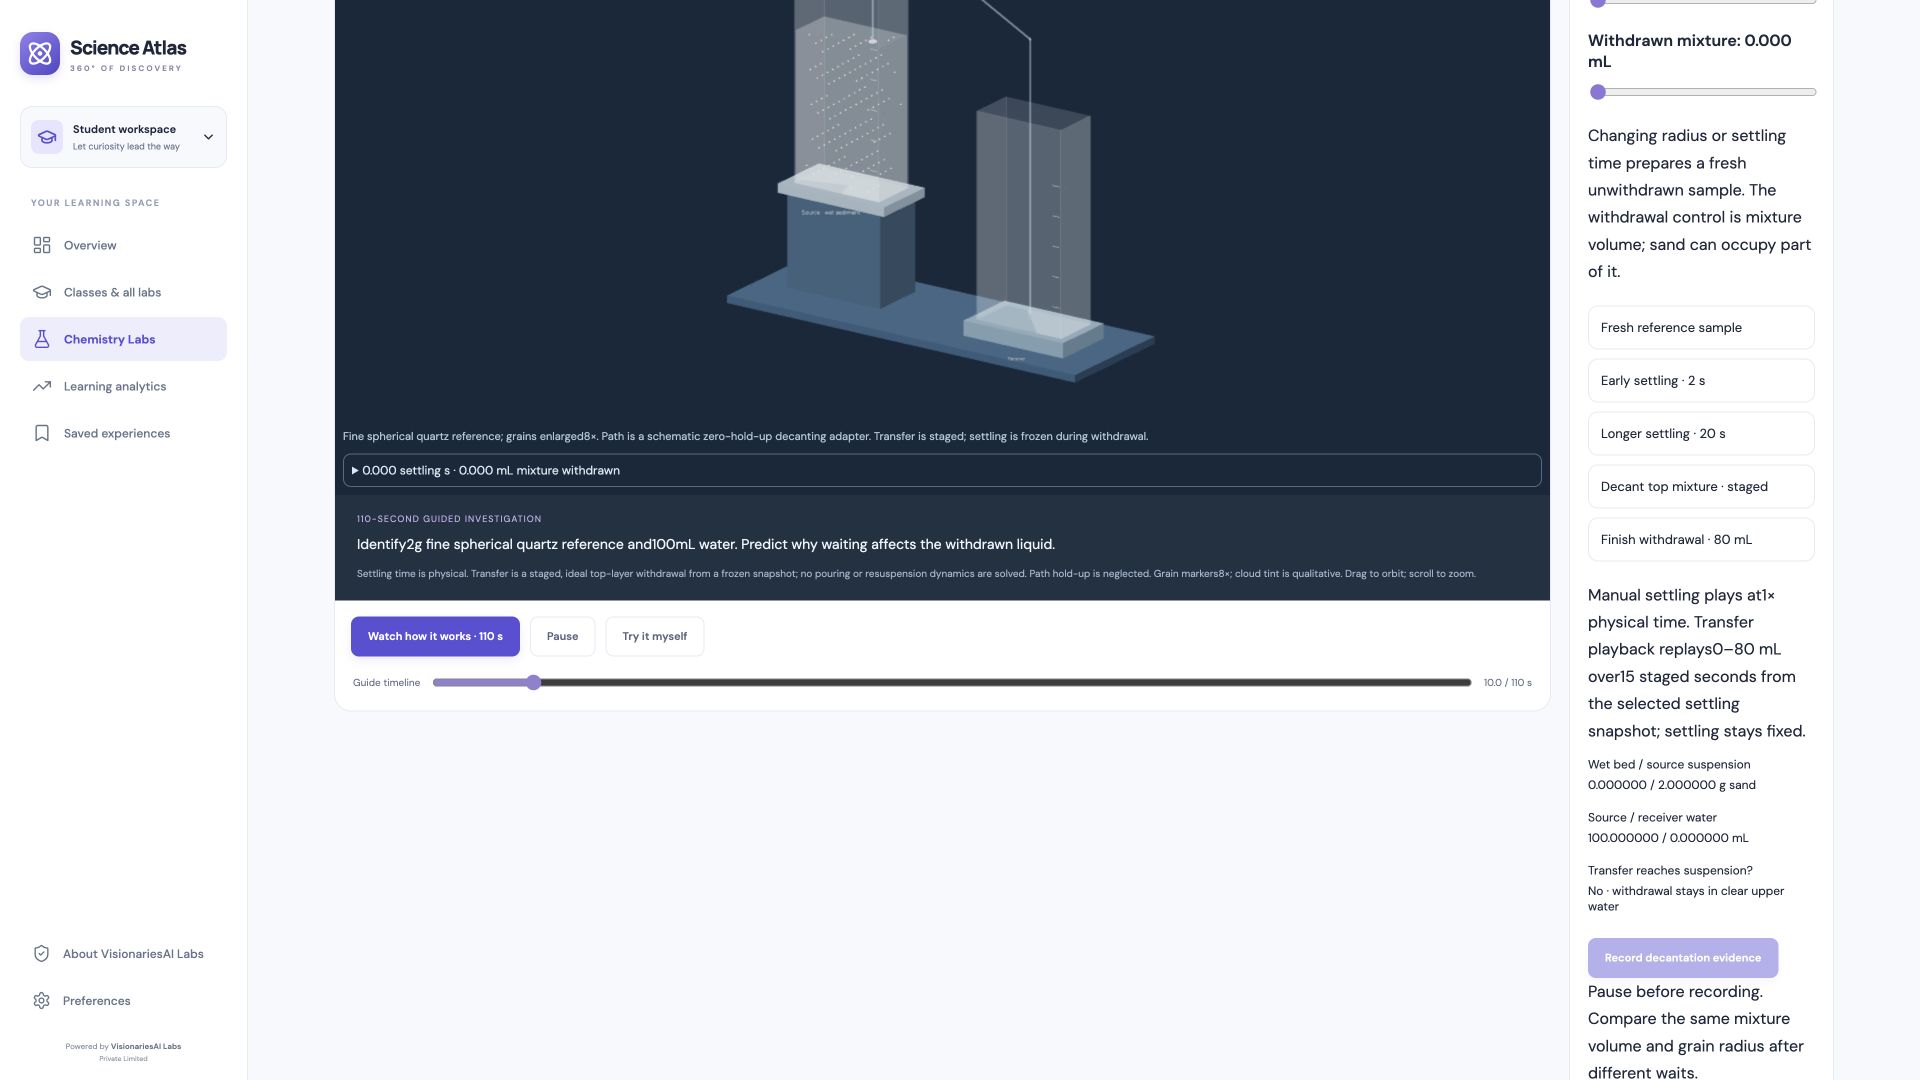 Science Atlas
360° OF DISCOVERY
Student workspace
Let curiosity lead the way
YOUR LEARNING SPACE
Overview
Classes & all labs
Chemistry Labs
Learning analytics
Saved experiences
About VisionariesAI Labs
Preferences
Powered by VisionariesAI Labs
Private Limited
Source · wet sediment
Receiver
Fine spherical quartz reference; grains enlarged8×. Path is a schematic zero-hold-up decanting adapter. Transfer is staged; settling is frozen during withdrawal.
0.000 settling s · 0.000 mL mixture withdrawn
110-SECOND GUIDED INVESTIGATION
Identify2g fine spherical quartz reference and100mL water. Predict why waiting affects the withdrawn liquid.
Settling time is physical. Transfer is a staged, ideal top-layer withdrawal from a frozen snapshot; no pouring or resuspension dynamics are solved. Path hold-up is neglected. Grain markers8×; cloud tint is qualitative. Drag to orbit; scroll to zoom.
Watch how it works · 110 s
Pause
Try it myself
Guide timeline
10.0 / 110 s
Withdrawn mixture: 0.000
mL
Changing radius or settling
time prepares a fresh
unwithdrawn sample. The
withdrawal control is mixture
volume; sand can occupy part
of it.
Fresh reference sample
Early settling · 2 s
Longer settling · 20 s
Decant top mixture · staged
Finish withdrawal · 80 mL
Manual settling plays at1×
physical time. Transfer
playback replays0–80 mL
over15 staged seconds from
the selected settling
snapshot; settling stays fixed.
Wet bed / source suspension
0.000000 / 2.000000 g sand
Source / receiver water
100.000000 / 0.000000 mL
Transfer reaches suspension?
No · withdrawal stays in clear upper
water
Record decantation evidence
Pause before recording.
Compare the same mixture
volume and grain radius after
different waits.